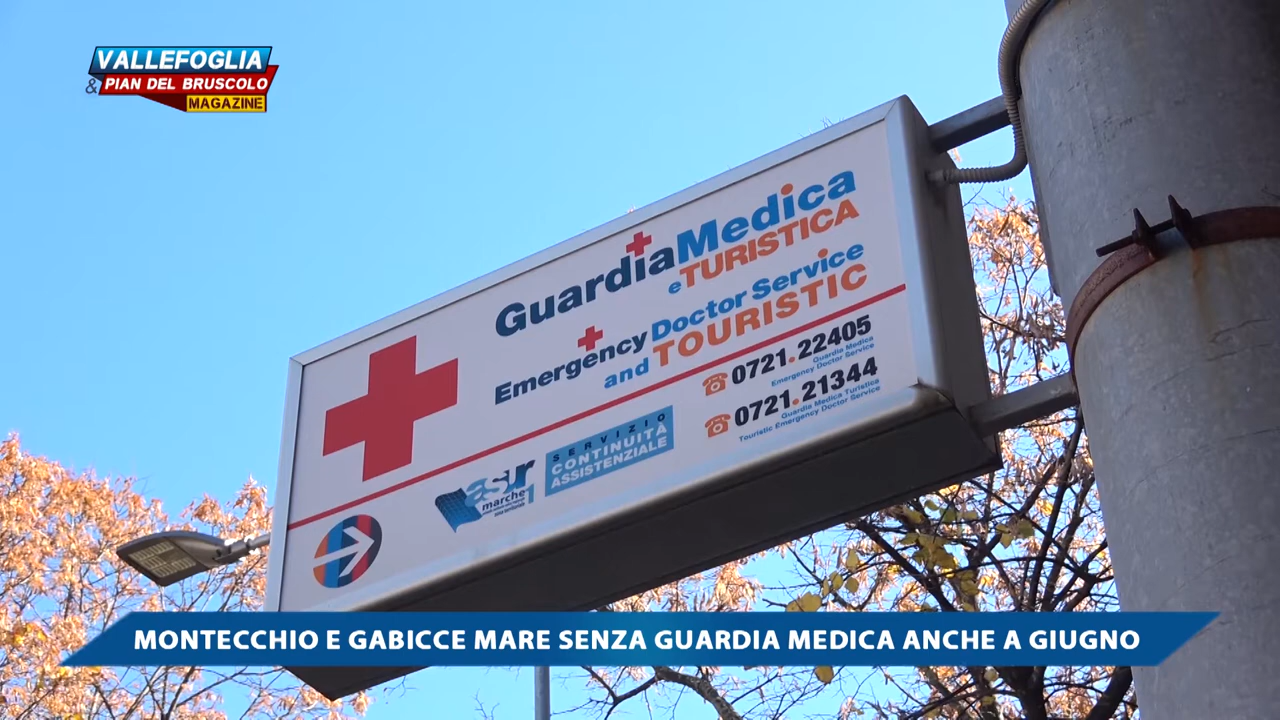 VALLEFOGLIA
& PIAN DEL BRUSCOLO
MAGAZINE
GuardiaMedica
e TURISTICA
Emergency Doctor Service
and TOURISTIC
0721.22405
Guardia Medica
Emergency Doctor Service
0721.21344
Guardia Medica Turistica
Touristic Emergency Doctor Service
SERVIZIO
CONTINUITÀ
ASSISTENZIALE
asur
marche 1
MONTECCHIO E GABICCE MARE SENZA GUARDIA MEDICA ANCHE A GIUGNO